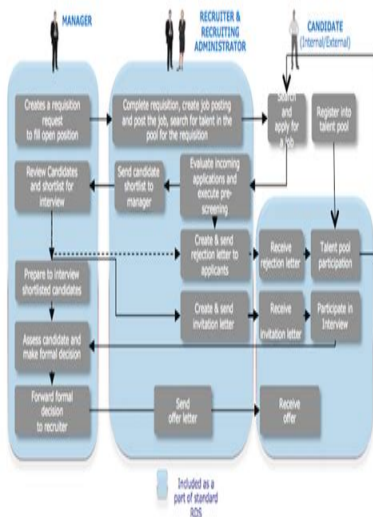 MANAGER
RECRUITER &
RECRUITING
ADMINISTRATOR
CANDIDATE
(Internal/External)
Creates a requisition
request
to fill open position
Complete requisition, create job posting
and post the job, search for talent in the
pool for the requisition
Search
and
apply for
a job
Register into
talent pool
Review Candidates
and shortlist for
interview
Send candidate
shortlist to
manager
Evaluate incoming
applications and
execute pre-
screening
Create & send
rejection letter to
applicants
Receive
rejection letter
Talent pool
participation
Prepare to interview
shortlisted candidates
Create & send
invitation letter
Receive
invitation letter
Participate in
Interview
Assess candidate and
make formal decision
Forward formal
decision
to recruiter
Send
offer letter
Receive
offer
Included as a
part of standard
RDS